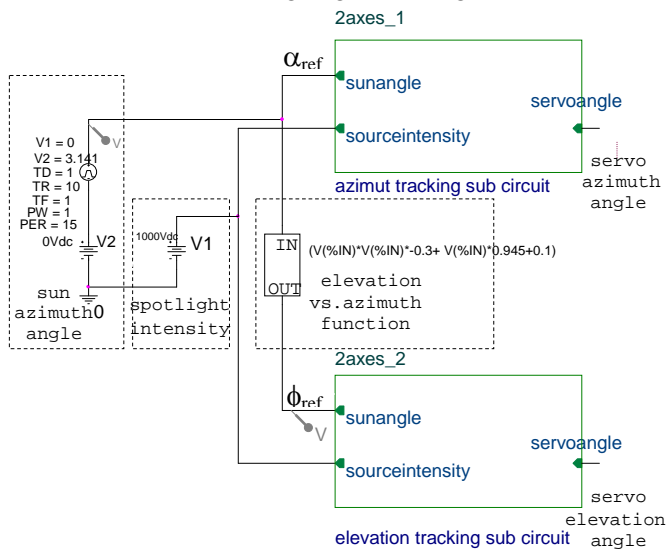 2axes_1
αref
sunangle
servoangle
sourceintensity
azimut tracking sub circuit
servo
azimuth
angle
V1 = 0
V2 = 3.141
TD = 1
TR = 10
TF = 1
PW = 1
PER = 15
V
0Vdc
V2
1000Vdc
V1
sun
azimuth
angle
0
spotlight
intensity
IN
OUT
(V(%IN)*V(%IN)*-0.3+ V(%IN)*0.945+0.1)
elevation
vs.azimuth
function
2axes_2
ϕref
V
sunangle
servoangle
sourceintensity
elevation tracking sub circuit
servo
elevation
angle